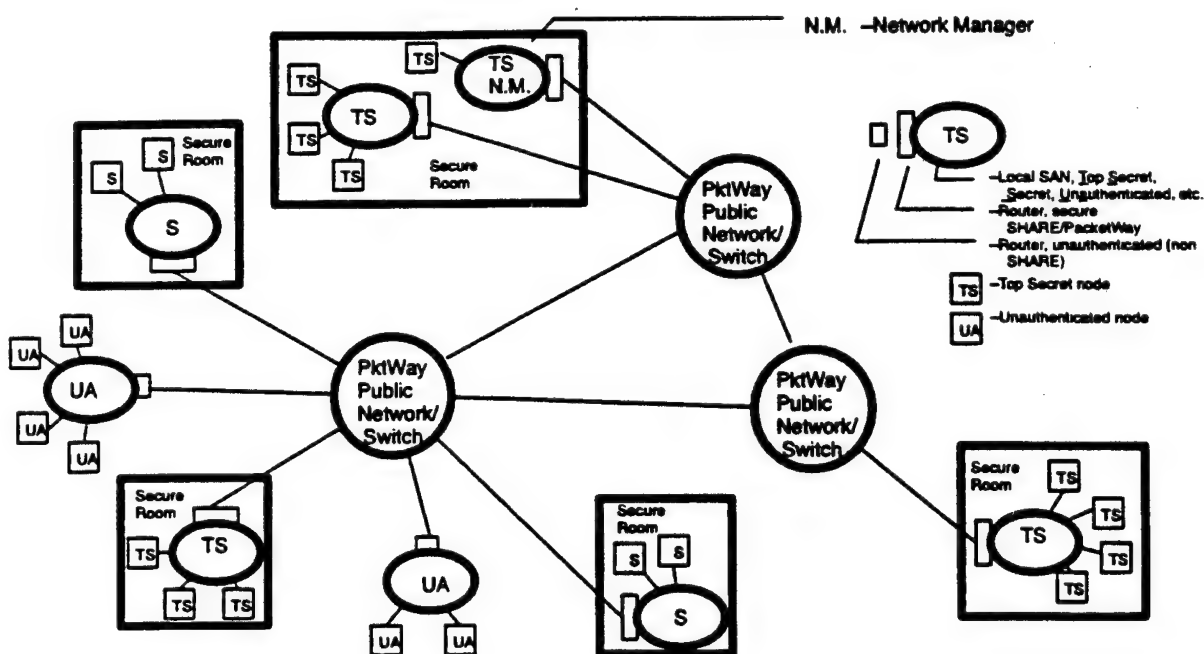 N.M. –Network Manager
TS
TS
N.M.
TS
TS
TS
TS
Secure
Room
TS
–Local SAN, Top Secret,
Secret, Unauthenticated, etc.
–Router, secure
SHARE/PacketWay
–Router, unauthenticated (non
SHARE)
TS –Top Secret node
UA –Unauthenticated node
Secure
Room
S
S
S
PktWay
Public
Network/
Switch
UA
UA
UA
UA
UA
PktWay
Public
Network/
Switch
PktWay
Public
Network/
Switch
Secure
Room
TS
TS
TS
TS
UA
UA
UA
Secure
Room
S
S
S
Secure
Room
TS
TS
TS
TS
TS